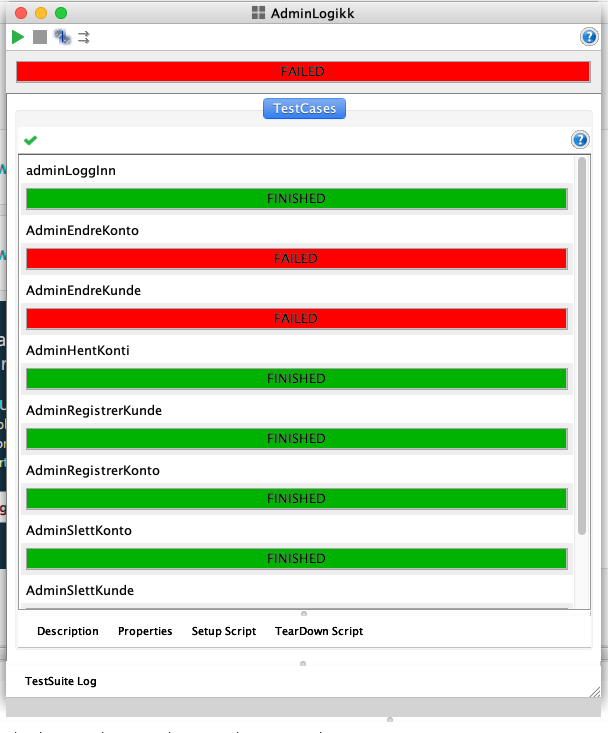 AdminLogikk
FAILED
TestCases
adminLoggInn
FINISHED
AdminEndreKonto
FAILED
AdminEndreKunde
FAILED
AdminHentKonti
FINISHED
AdminRegistrerKunde
FINISHED
AdminRegistrerKonto
FINISHED
AdminSlettKonto
FINISHED
AdminSlettKunde
Description Properties Setup Script TearDown Script
TestSuite Log